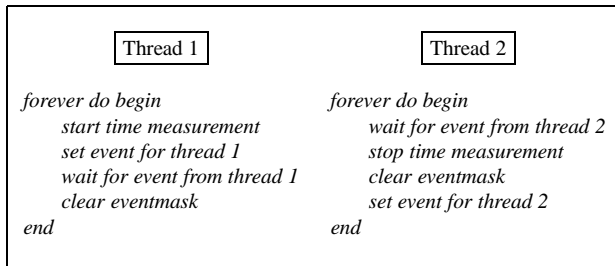 Thread 1
forever do begin
start time measurement
set event for thread 1
wait for event from thread 1
clear eventmask
end
Thread 2
forever do begin
wait for event from thread 2
stop time measurement
clear eventmask
set event for thread 2
end